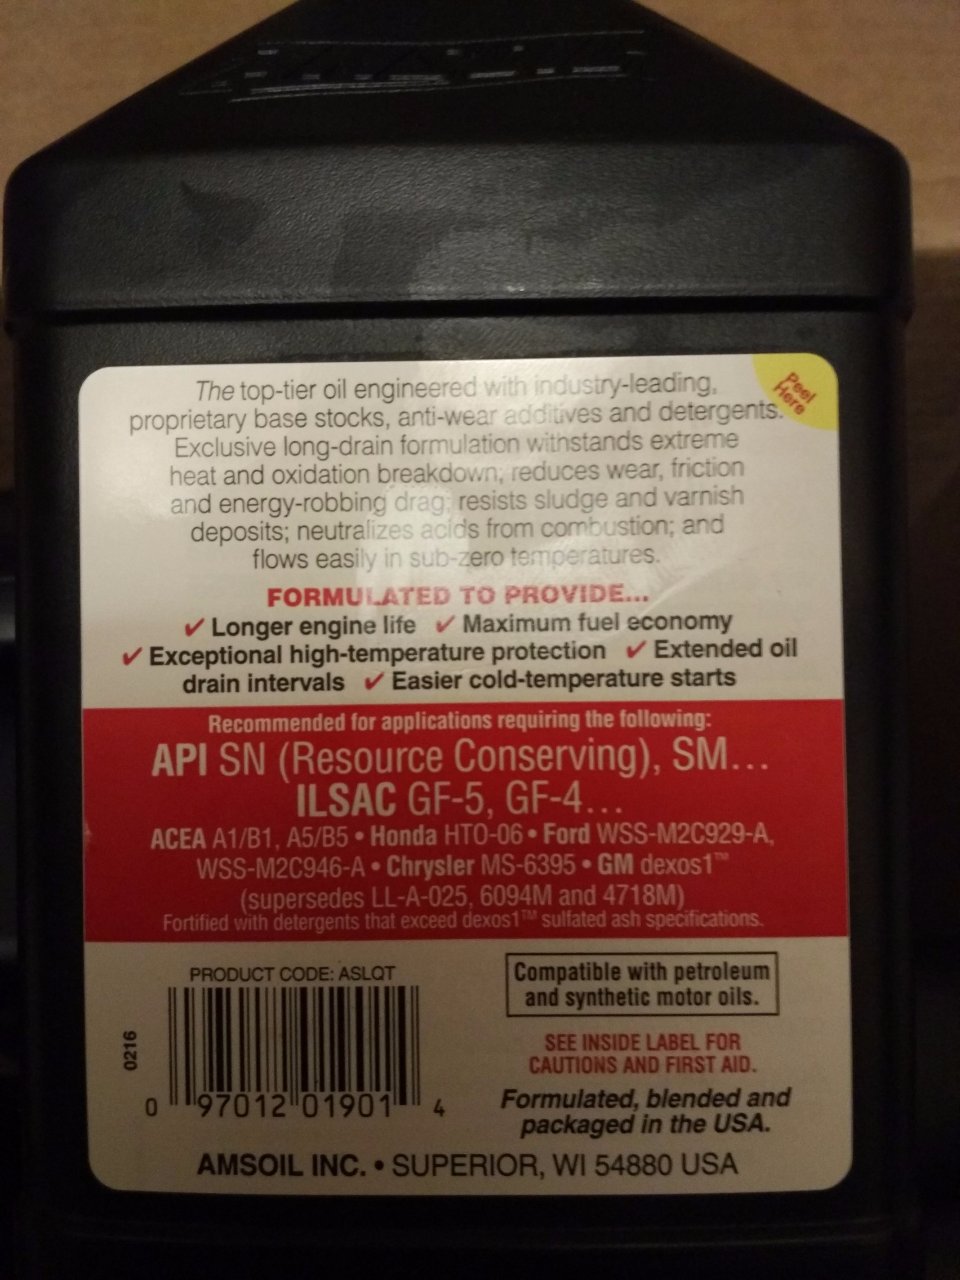 The top-tier oil engineered with industry-leading,
proprietary base stocks, anti-wear additives and detergents.
Exclusive long-drain formulation withstands extreme
heat and oxidation breakdown; reduces wear, friction
and energy-robbing drag; resists sludge and varnish
deposits; neutralizes acids from combustion; and
flows easily in sub-zero temperatures.
Peel
Here
FORMULATED TO PROVIDE...
✓ Longer engine life ✓ Maximum fuel economy
✓ Exceptional high-temperature protection ✓ Extended oil
drain intervals ✓ Easier cold-temperature starts
Recommended for applications requiring the following:
API SN (Resource Conserving), SM...
ILSAC GF-5, GF-4...
ACEA A1/B1, A5/B5 • Honda HTO-06 • Ford WSS-M2C929-A,
WSS-M2C946-A • Chrysler MS-6395 • GM dexos1™
(supersedes LL-A-025, 6094M and 4718M)
Fortified with detergents that exceed dexos1™ sulfated ash specifications.
PRODUCT CODE: ASLQT
0216
0 97012 01901 4
Compatible with petroleum
and synthetic motor oils.
SEE INSIDE LABEL FOR
CAUTIONS AND FIRST AID.
Formulated, blended and
packaged in the USA.
AMSOIL INC. • SUPERIOR, WI 54880 USA